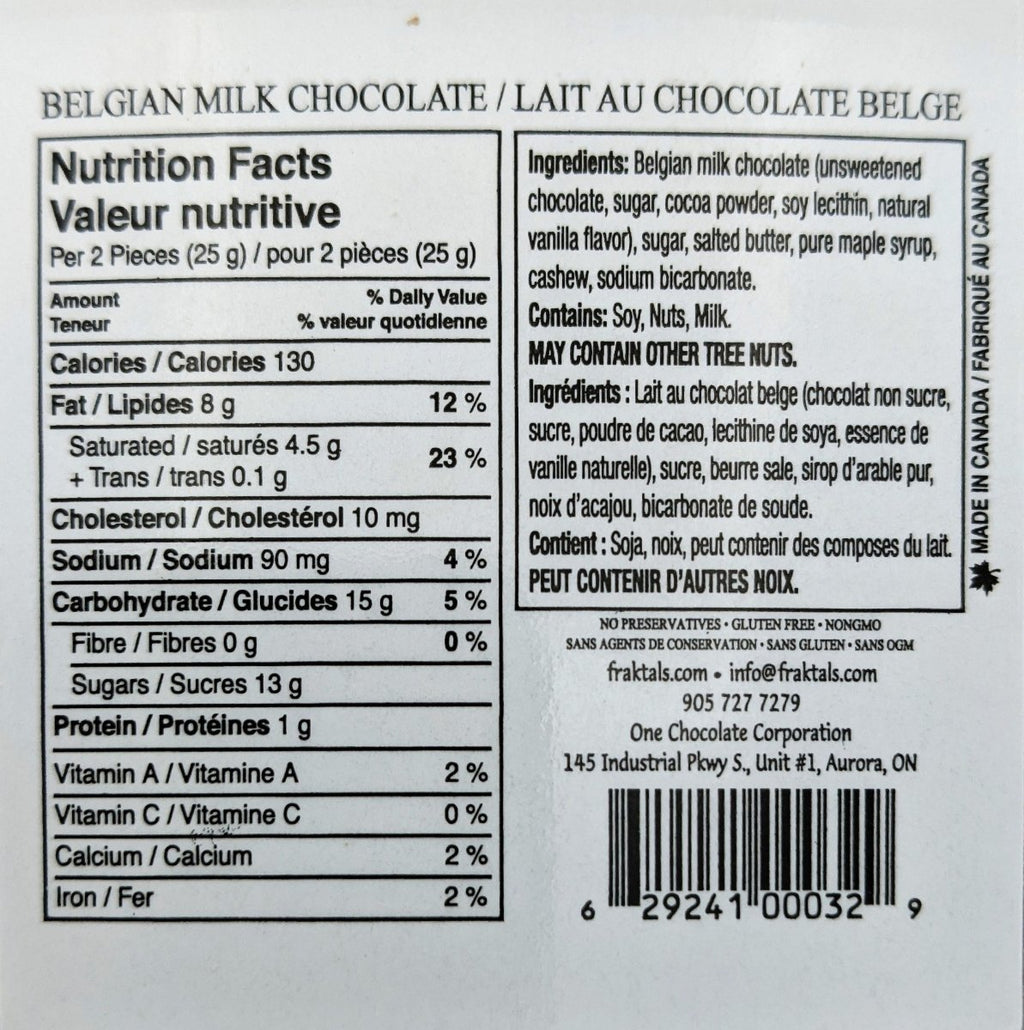 BELGIAN MILK CHOCOLATE / LAIT AU CHOCOLATE BELGE
Nutrition Facts
Valeur nutritive
Per 2 Pieces (25 g) / pour 2 pièces (25 g)
Amount % Daily Value
Teneur % valeur quotidienne
Calories / Calories 130
Fat / Lipides 8 g 12 %
Saturated / saturés 4.5 g
+ Trans / trans 0.1 g 23 %
Cholesterol / Cholestérol 10 mg
Sodium / Sodium 90 mg 4 %
Carbohydrate / Glucides 15 g 5 %
Fibre / Fibres 0 g 0 %
Sugars / Sucres 13 g
Protein / Protéines 1 g
Vitamin A / Vitamine A 2 %
Vitamin C / Vitamine C 0 %
Calcium / Calcium 2 %
Iron / Fer 2 %
Ingredients: Belgian milk chocolate (unsweetened
chocolate, sugar, cocoa powder, soy lecithin, natural
vanilla flavor), sugar, salted butter, pure maple syrup,
cashew, sodium bicarbonate.
Contains: Soy, Nuts, Milk.
MAY CONTAIN OTHER TREE NUTS.
Ingrédients : Lait au chocolat belge (chocolat non sucre,
sucre, poudre de cacao, lecithine de soya, essence de
vanille naturelle), sucre, beurre sale, sirop d'arable pur,
noix d'acajou, bicarbonate de soude.
Contient : Soja, noix, peut contenir des composes du lait.
PEUT CONTENIR D'AUTRES NOIX.
MADE IN CANADA / FABRIQUÉ AU CANADA
NO PRESERVATIVES • GLUTEN FREE • NONGMO
SANS AGENTS DE CONSERVATION • SANS GLUTEN • SANS OGM
fraktals.com • info@fraktals.com
905 727 7279
One Chocolate Corporation
145 Industrial Pkwy S., Unit #1, Aurora, ON
6 29241 00032 9